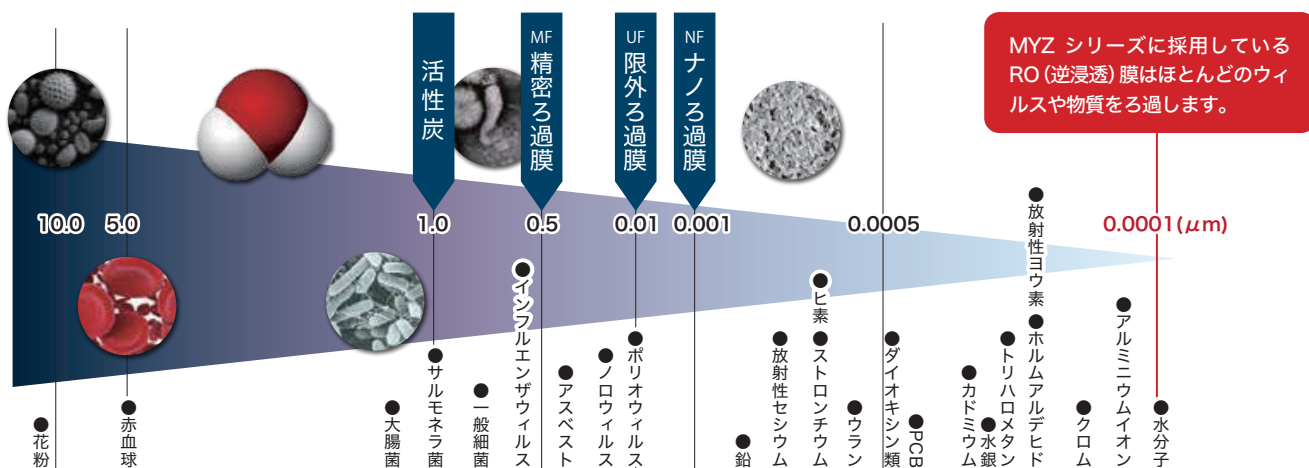 MYZ シリーズに採用している
RO（逆浸透）膜はほとんどのウィ
ルスや物質をろ過します。
活性炭
MF
精密ろ過膜
UF
限外ろ過膜
NF
ナノろ過膜
10.0
5.0
1.0
0.5
0.01
0.001
0.0005
0.0001(μm)
●花粉
●赤血球
●大腸菌
●サルモネラ菌
●一般細菌
●インフルエンザウィルス
●アスベスト
●ノロウィルス
●ポリオウィルス
●鉛
●放射性セシウム
●ヒ素
●ストロンチウム
●ウラン
●ダイオキシン類
●PCB
●カドミウム
●水銀
●トリハロメタン
●放射性ヨウ素
●ホルムアルデヒド
●クロム
●アルミニウムイオン
●水分子